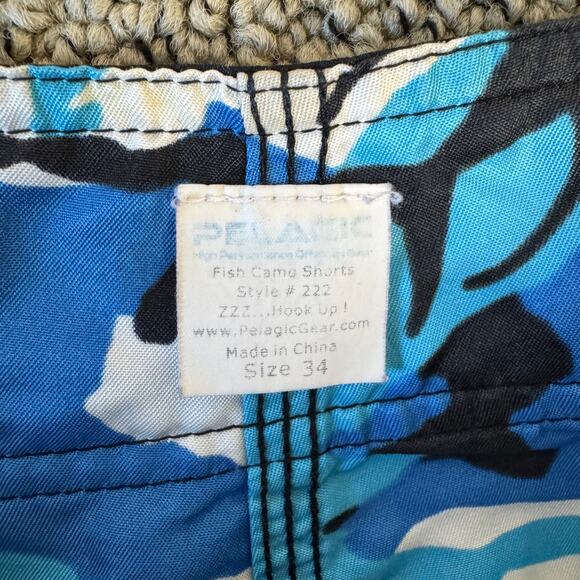 PELAGIC
High Performance Offshore Gear
Fish Camo Shorts
Style # 222
ZZZ...Hook Up !
www.PelagicGear.com
Made in China
Size 34